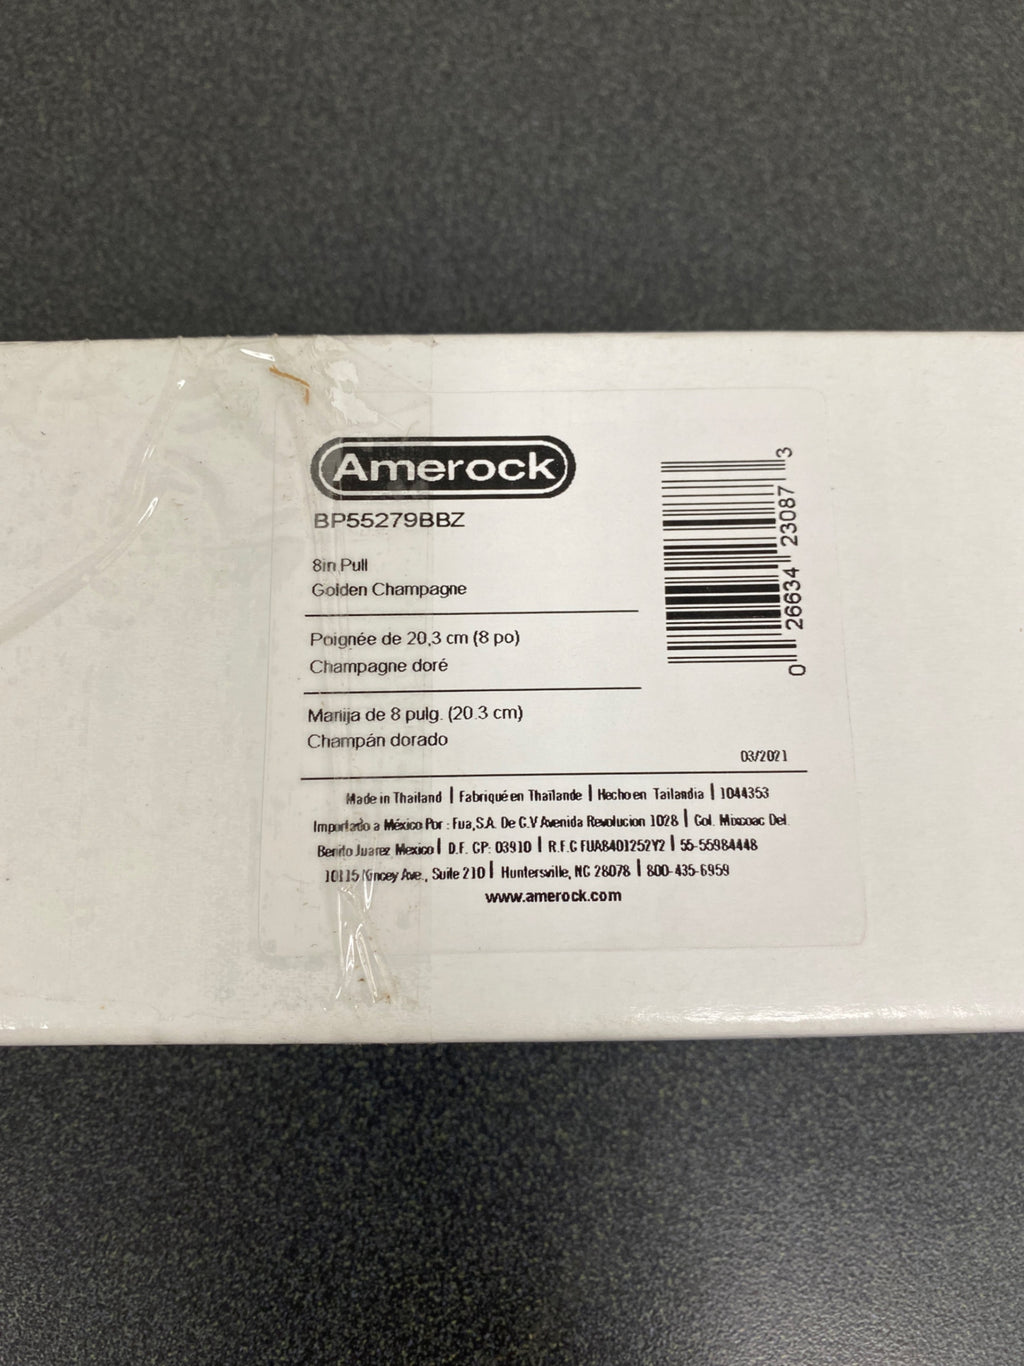 Amerock
BP55279BBZ
8in Pull
Golden Champagne
Poignée de 20,3 cm (8 po)
Champagne doré
Manija de 8 pulg. (20.3 cm)
Champán dorado
0 26634 23087 3
03/2021
Made in Thailand | Fabriqué en Thaïlande | Hecho en Tailandia | 1044353
Importado a México Por : Fua,S.A. De C.V Avenida Revolucion 1028 | Col. Mixcoac Del.
Benito Juarez Mexico | D.F. CP: 03910 | R.F.C FUA8401252Y2 | 55-55984448
10115 Kincey Ave., Suite 210 | Huntersville, NC 28078 | 800-435-6959
www.amerock.com